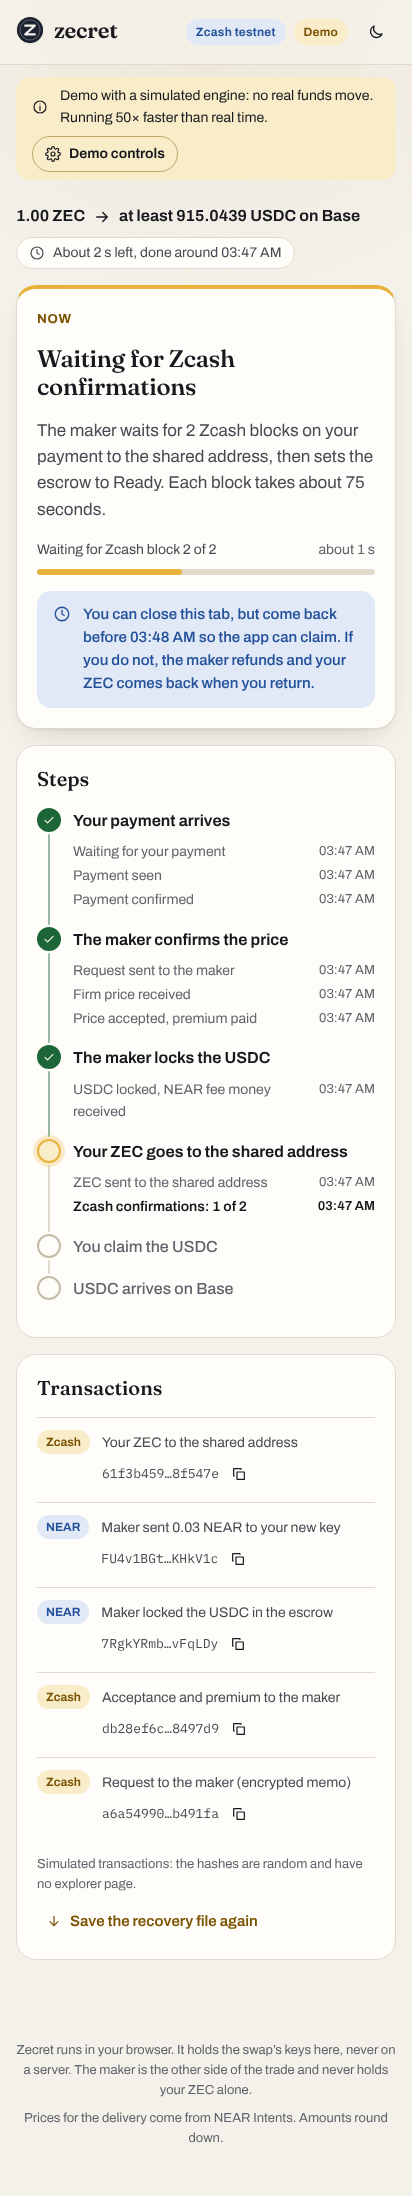 zecret
Zcash testnet
Demo
Demo with a simulated engine: no real funds move.
Running 50× faster than real time.
Demo controls
1.00 ZEC → at least 915.0439 USDC on Base
About 2 s left, done around 03:47 AM
NOW
Waiting for Zcash
confirmations
The maker waits for 2 Zcash blocks on your
payment to the shared address, then sets the
escrow to Ready. Each block takes about 75
seconds.
Waiting for Zcash block 2 of 2 about 1 s
You can close this tab, but come back
before 03:48 AM so the app can claim. If
you do not, the maker refunds and your
ZEC comes back when you return.
Steps
Your payment arrives
Waiting for your payment 03:47 AM
Payment seen 03:47 AM
Payment confirmed 03:47 AM
The maker confirms the price
Request sent to the maker 03:47 AM
Firm price received 03:47 AM
Price accepted, premium paid 03:47 AM
The maker locks the USDC
USDC locked, NEAR fee money 03:47 AM
received
Your ZEC goes to the shared address
ZEC sent to the shared address 03:47 AM
Zcash confirmations: 1 of 2 03:47 AM
You claim the USDC
USDC arrives on Base
Transactions
Zcash Your ZEC to the shared address
61f3b459…8f547e
NEAR Maker sent 0.03 NEAR to your new key
FU4v1BGt…KHkV1c
NEAR Maker locked the USDC in the escrow
7RgkYRmb…vFqLDy
Zcash Acceptance and premium to the maker
db28ef6c…8497d9
Zcash Request to the maker (encrypted memo)
a6a54990…b491fa
Simulated transactions: the hashes are random and have
no explorer page.
Save the recovery file again
Zecret runs in your browser. It holds the swap's keys here, never on
a server. The maker is the other side of the trade and never holds
your ZEC alone.
Prices for the delivery come from NEAR Intents. Amounts round
down.